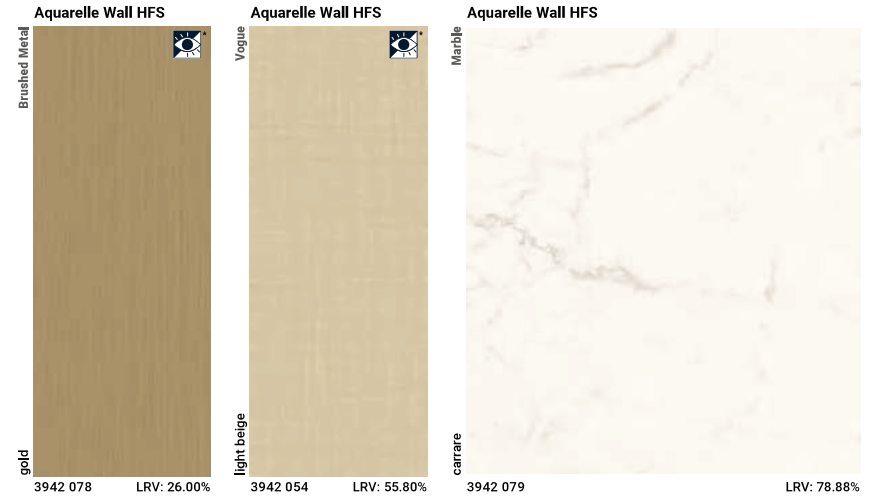 Aquarelle Wall HFS
Brushed Metal
*
gold
3942 078
LRV: 26.00%
Aquarelle Wall HFS
Vogue
*
light beige
3942 054
LRV: 55.80%
Aquarelle Wall HFS
Marble
carrare
3942 079
LRV: 78.88%